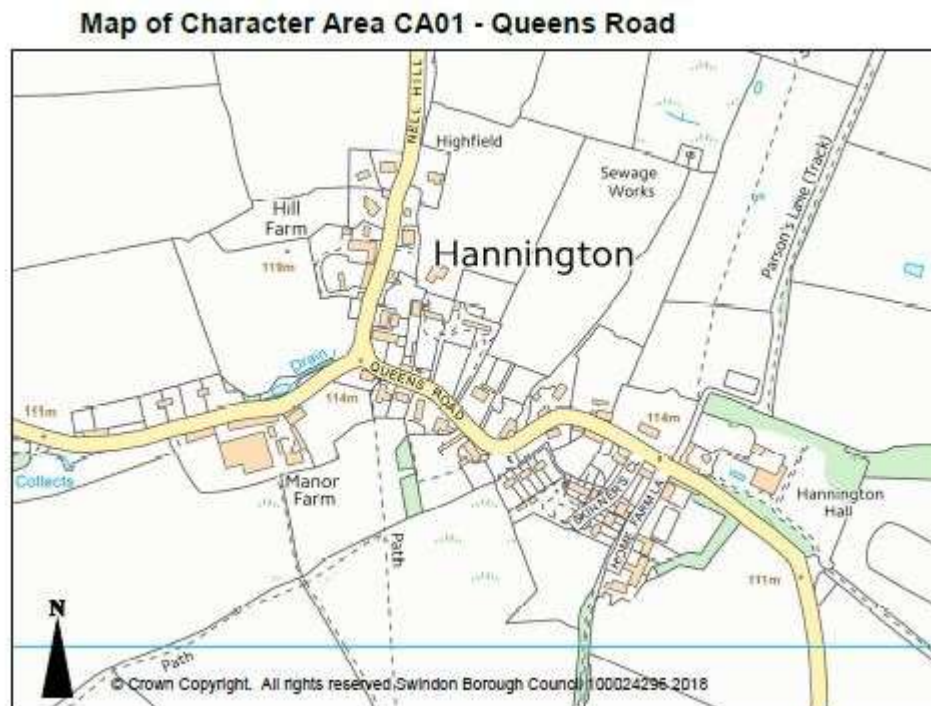 Map of Character Area CA01 - Queens Road
NELL HILL
Highfield
Sewage
Works
Parson's Lane (Track)
Hill
Farm
119m
Hannington
Drain
QUEENS ROAD
111m
114m
114m
Collects
Manor
Farm
SKINNER'S
HOME FARM LA
Hannington
Hall
Path
111m
N
Path
© Crown Copyright. All rights reserved Swindon Borough Council 100024296 2018